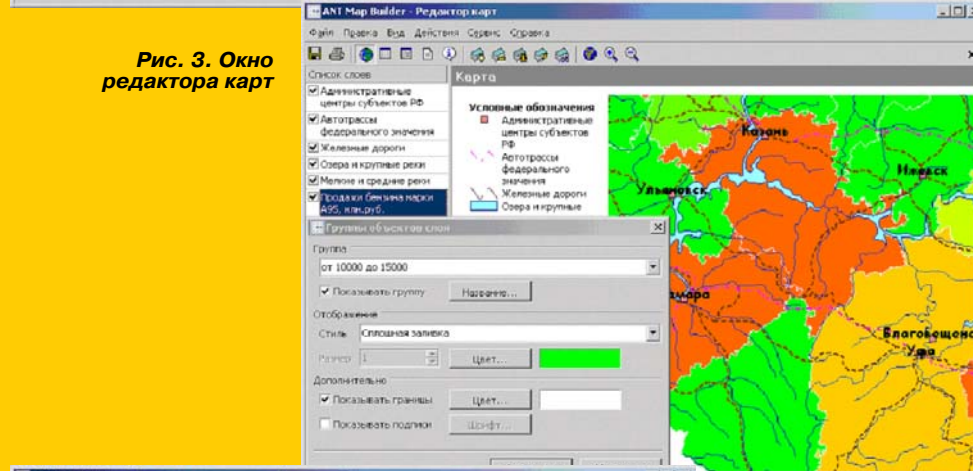 Рис. 3. Окно
редактора карт
ANT Map Builder - Редактор карт
Файл Правка Вид Действия Сервис Справка
Список слоев
Административные
центры субъектов РФ
Автотрассы
федерального значения
Железные дороги
Озера и крупные реки
Мелкие и средние реки
Продажи бензина марки
А95, млн.руб.
Карта
Условные обозначения
Административные
центры субъектов
РФ
Автотрассы
федерального
значения
Железные дороги
Озера и крупные
Казань
Ижевск
Ульяновск
мара
Благовещенс
Уфа
Группы объектов слоя
Группа
от 10000 до 15000
Показывать группу
Название...
Отображение
Стиль Сплошная заливка
Размер 1 Цвет...
Дополнительно
Показывать границы Цвет...
Показывать подписи Шрифт...